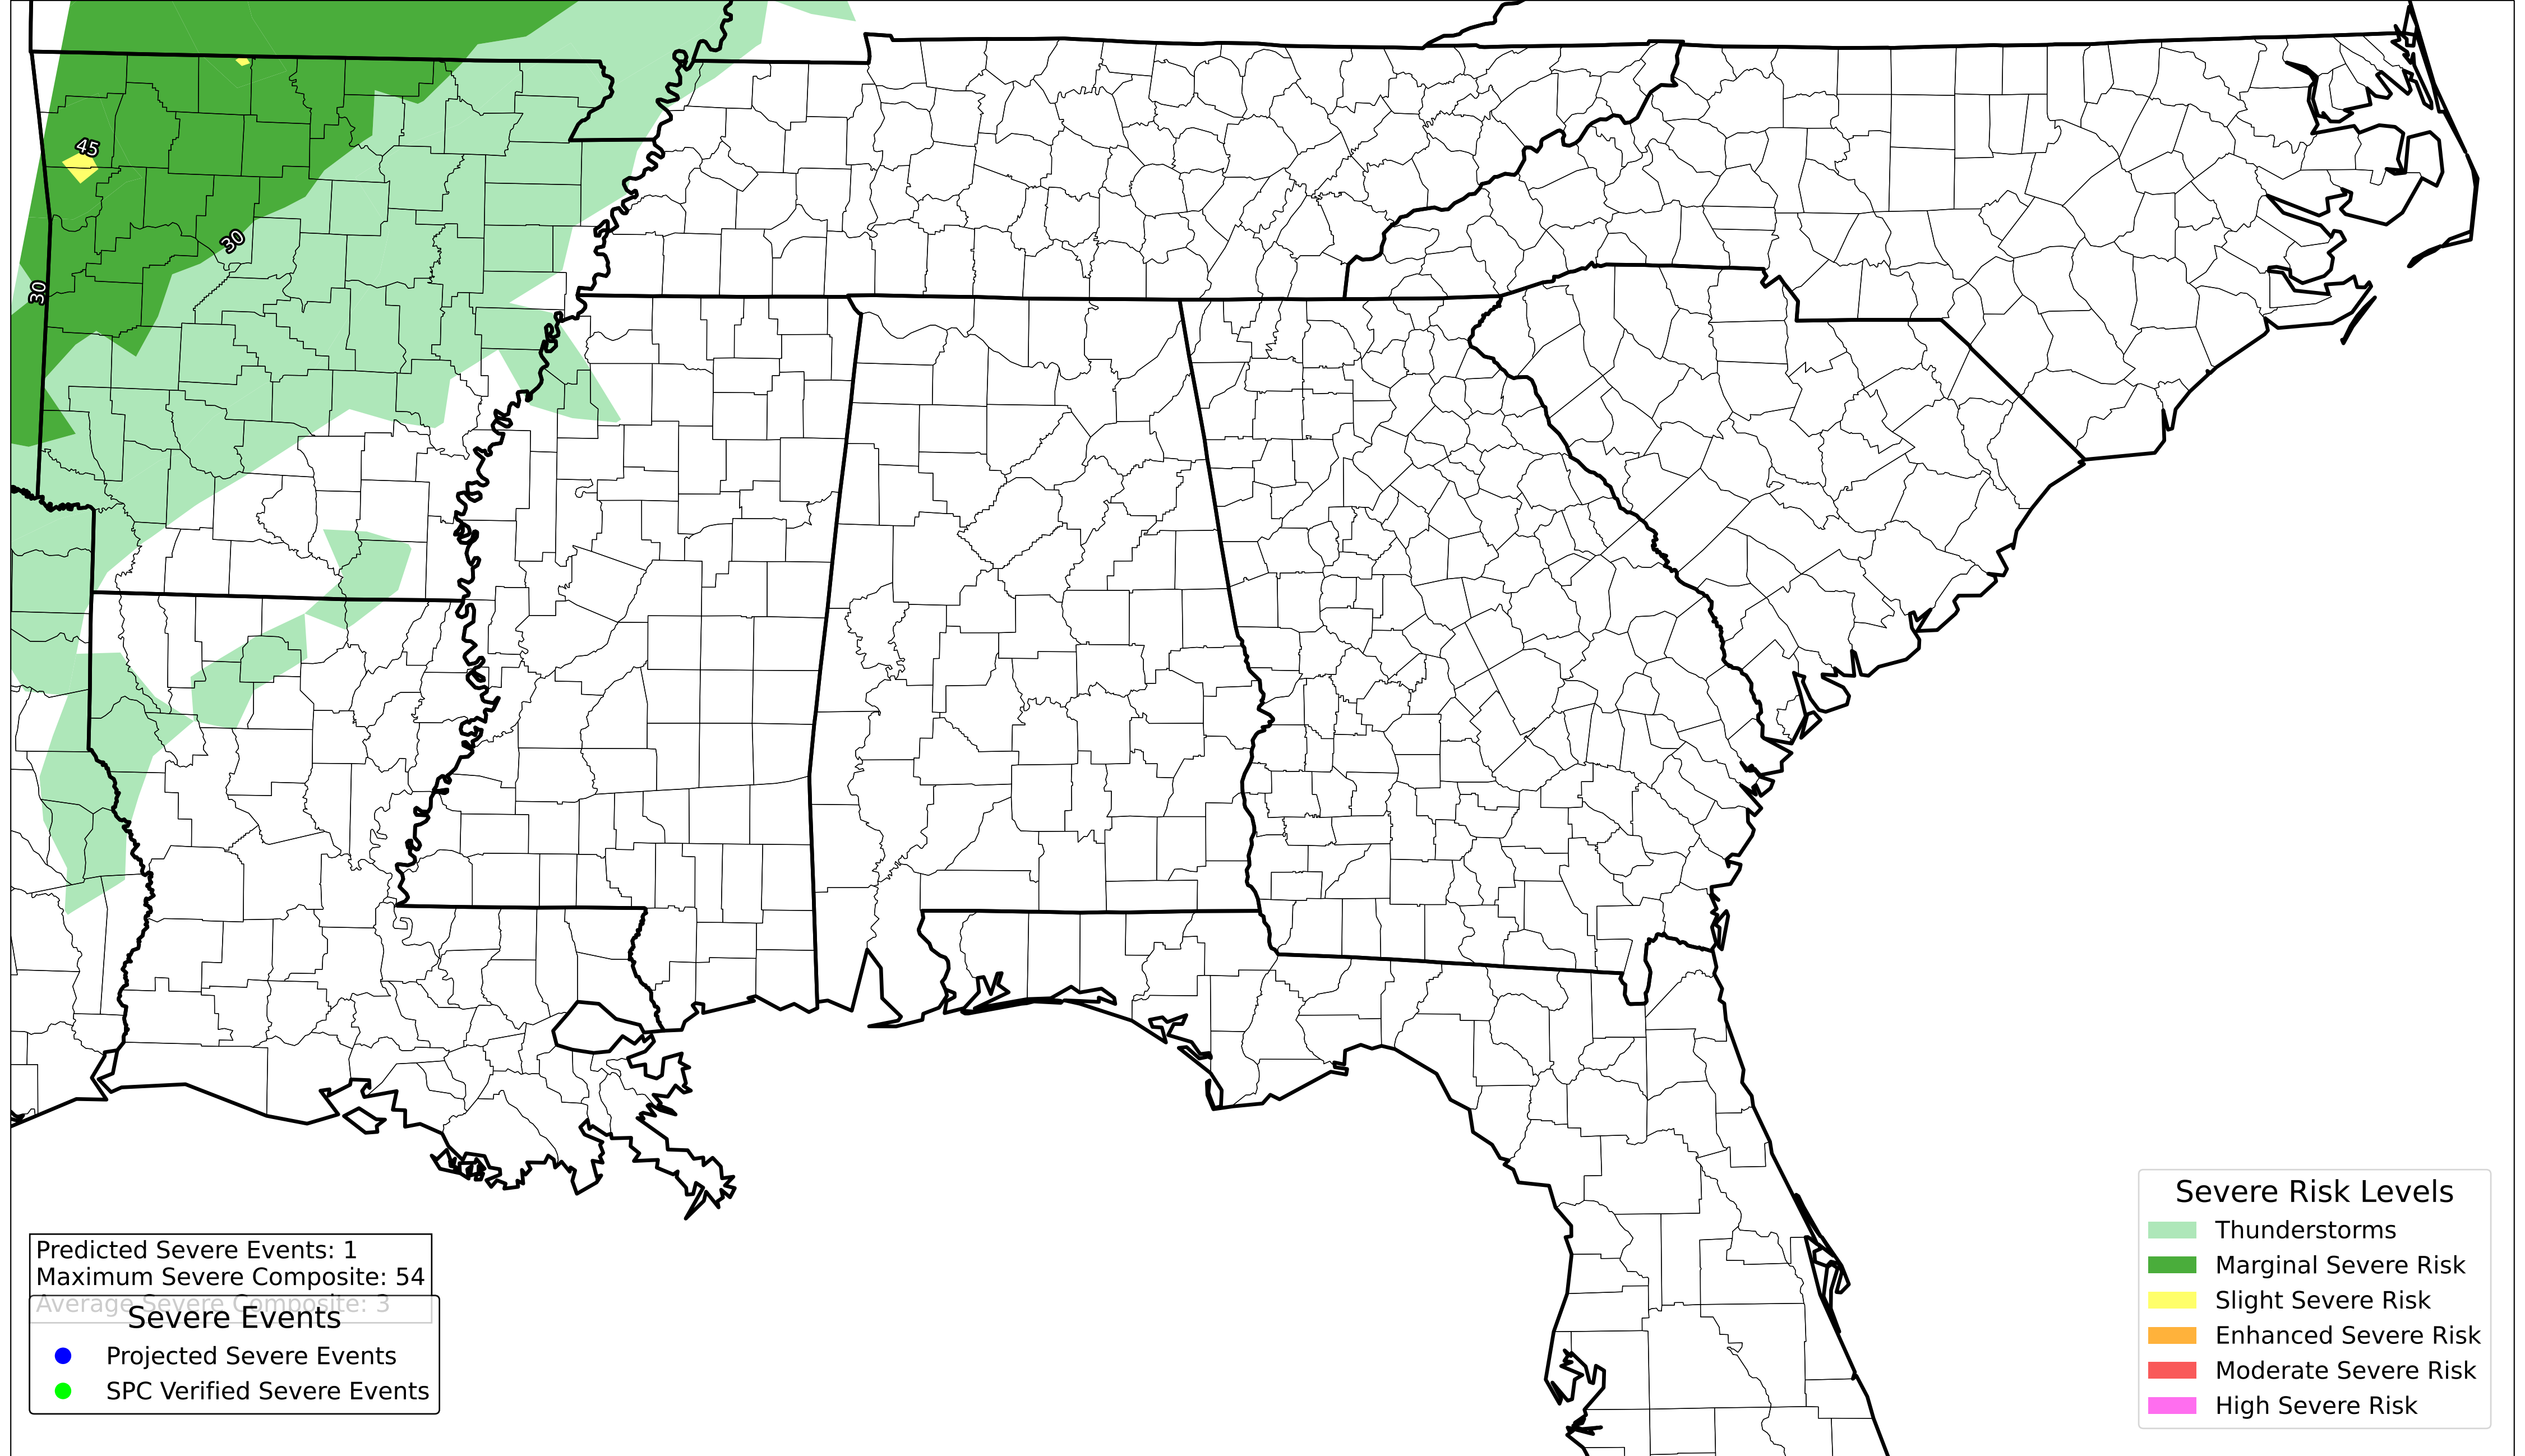 45
30
30
Predicted Severe Events: 1
Maximum Severe Composite: 54
Average Severe Composite: 3
Severe Events
Projected Severe Events
SPC Verified Severe Events
Severe Risk Levels
Thunderstorms
Marginal Severe Risk
Slight Severe Risk
Enhanced Severe Risk
Moderate Severe Risk
High Severe Risk